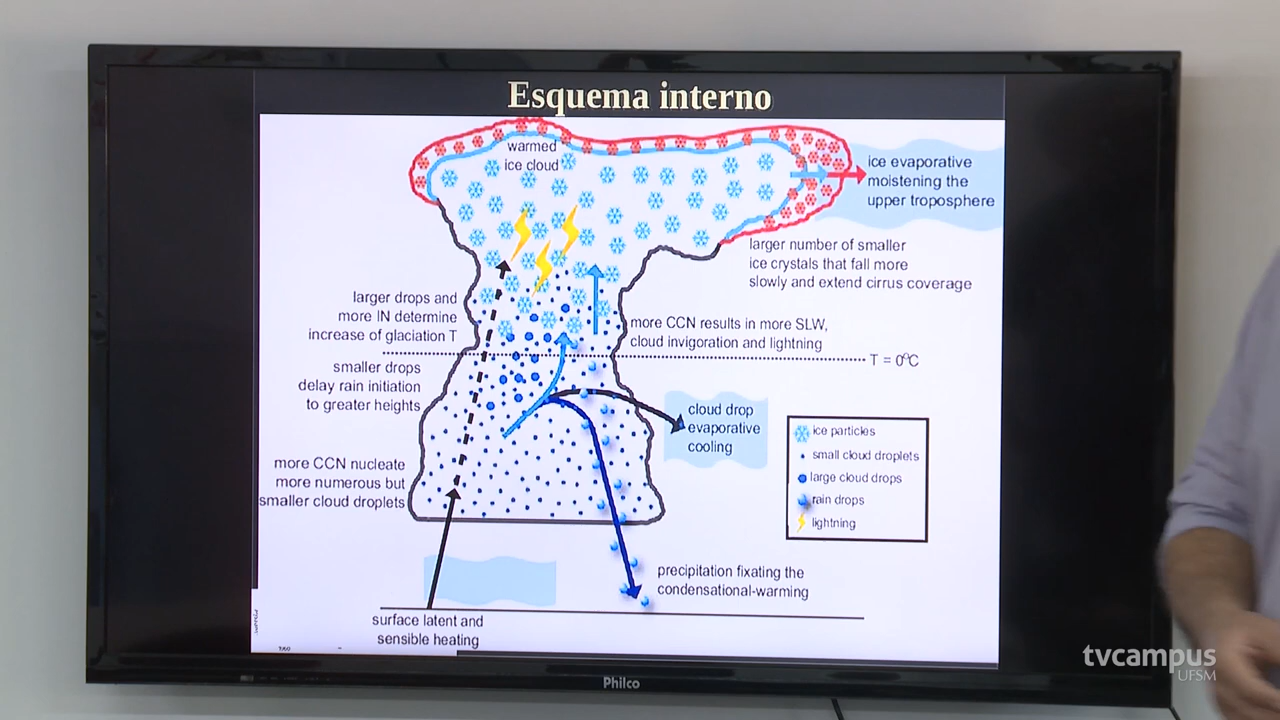 Esquema interno
warmed
ice cloud
ice evaporative
moistening the
upper troposphere
larger number of smaller
ice crystals that fall more
slowly and extend cirrus coverage
larger drops and
more IN determine
increase of glaciation T
more CCN results in more SLW,
cloud invigoration and lightning
T = 0°C
smaller drops
delay rain initiation
to greater heights
cloud drop
evaporative
cooling
more CCN nucleate
more numerous but
smaller cloud droplets
ice particles
small cloud droplets
large cloud drops
rain drops
lightning
precipitation fixating the
condensational-warming
surface latent and
sensible heating
Philco
tvcampus
UFSM